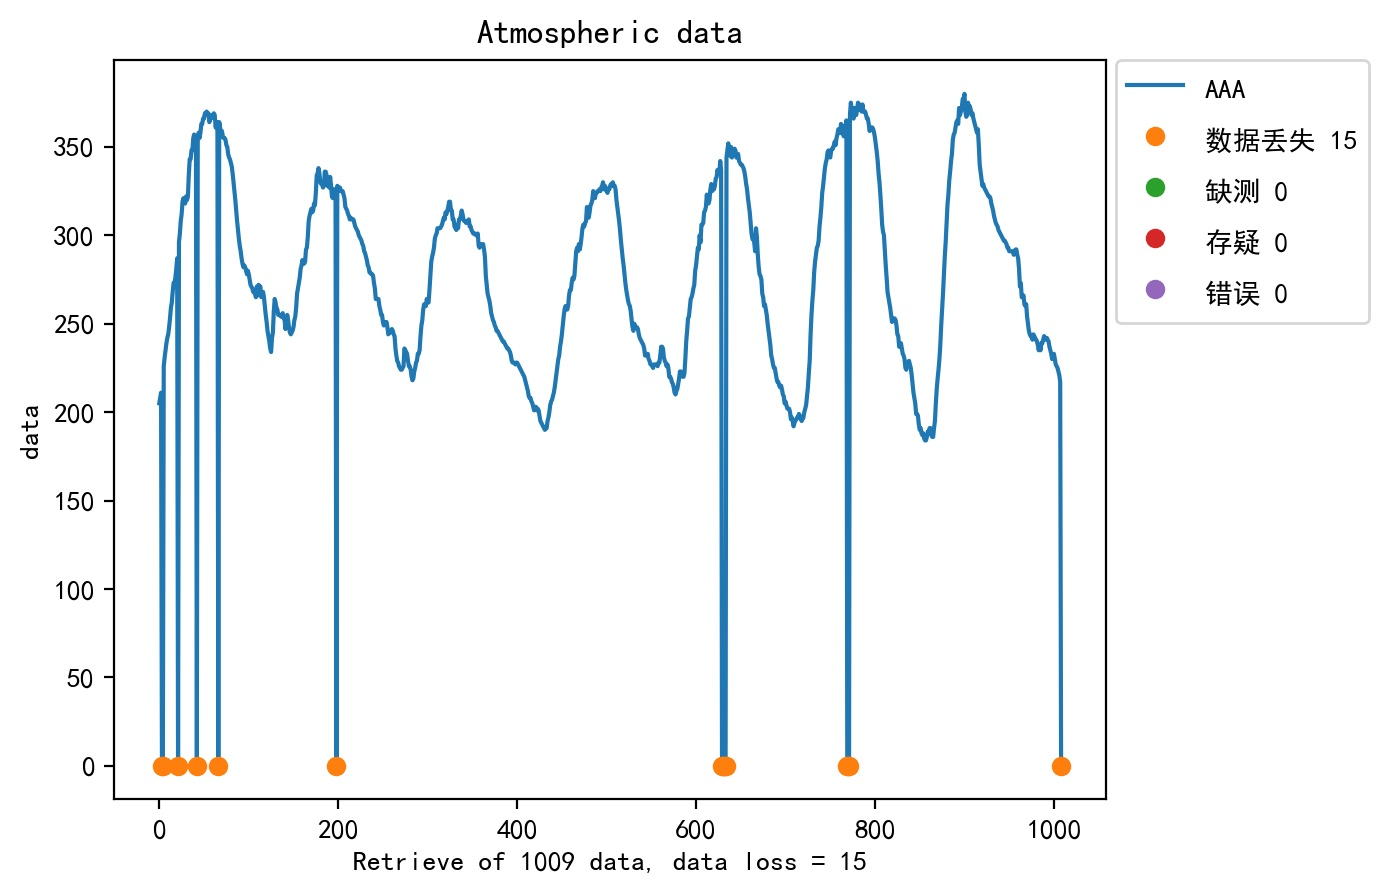 Atmospheric data
AAA
数据丢失 15
缺测 0
存疑 0
错误 0
350
300
250
200
150
100
50
0
data
0 200 400 600 800 1000
Retrieve of 1009 data, data loss = 15